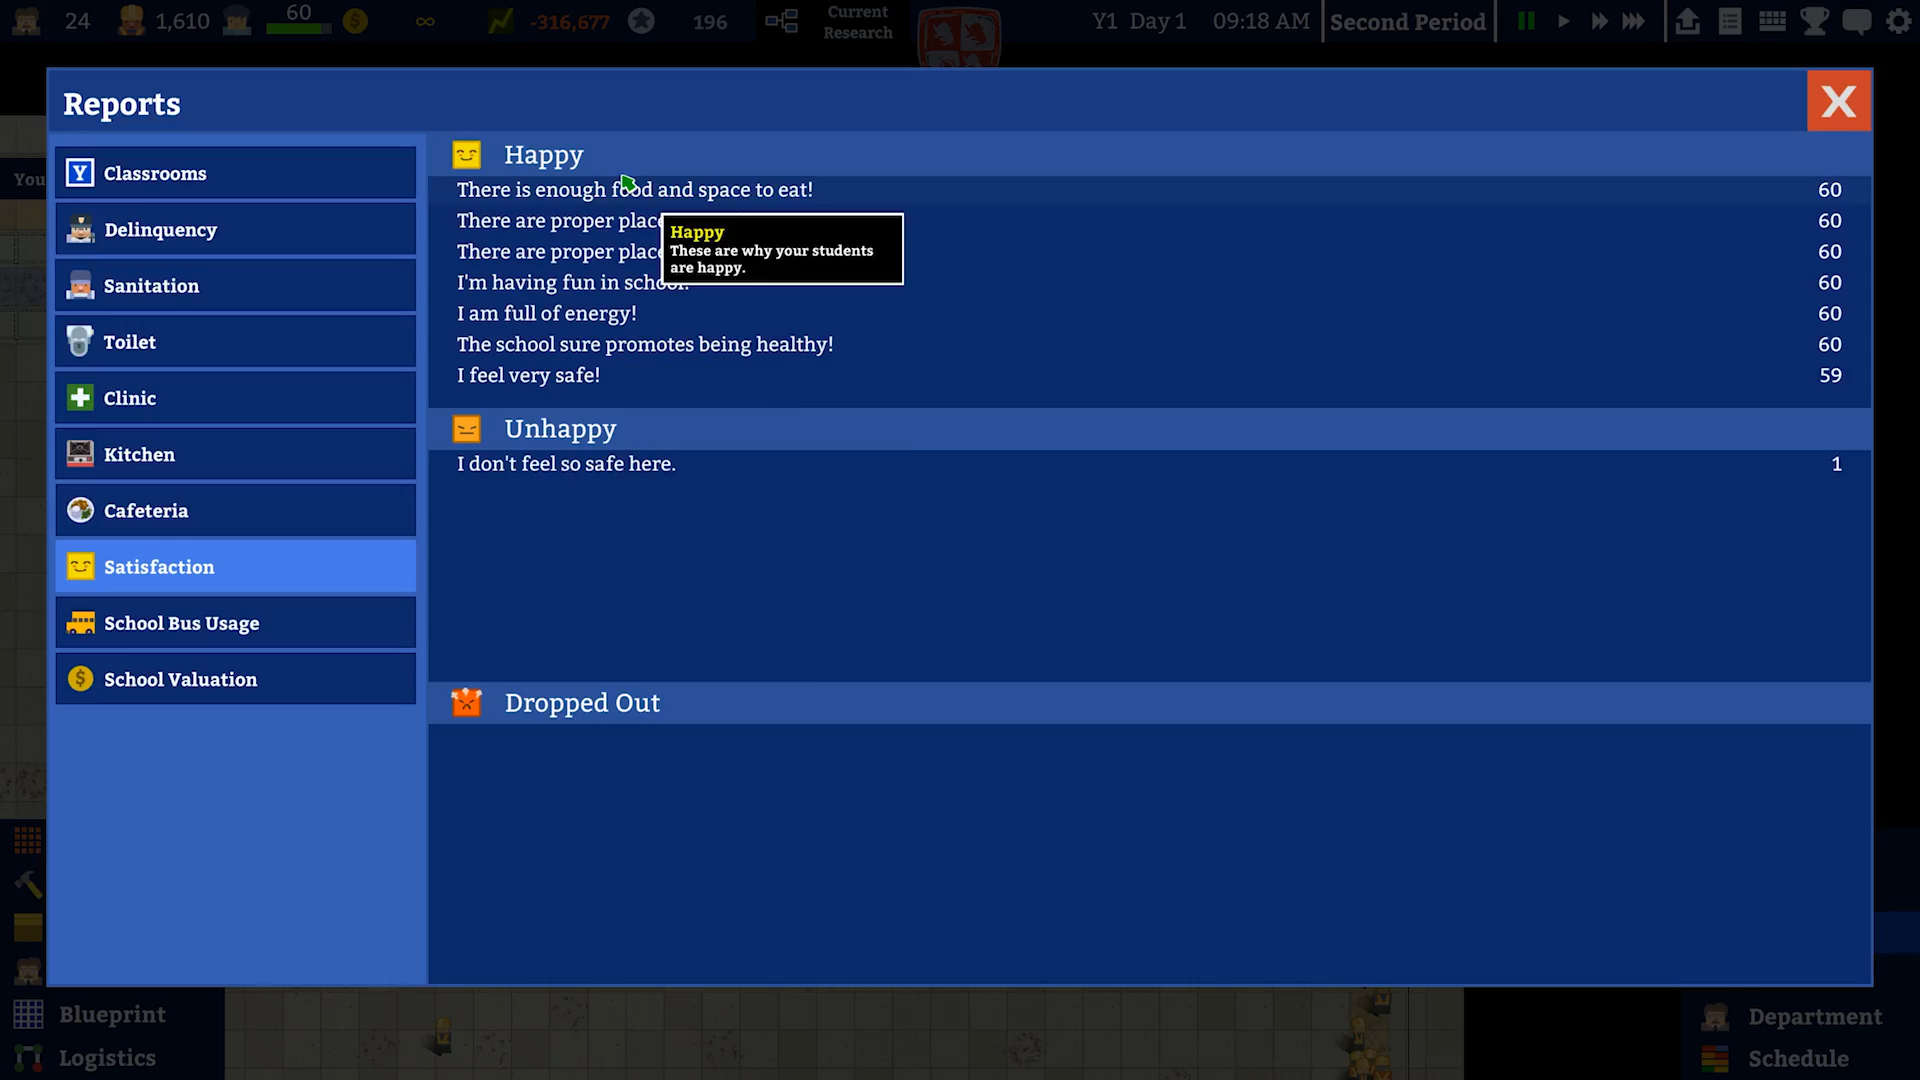 24 1,610 60 ∞ -316,677 196 Current Research Y1 Day 1 09:18 AM Second Period
Reports X
You
Classrooms
Delinquency
Sanitation
Toilet
Clinic
Kitchen
Cafeteria
Satisfaction
School Bus Usage
School Valuation
Happy
There is enough food and space to eat! 60
There are proper 60
There are proper 60
I'm having fun in school! 60
I am full of energy! 60
The school sure promotes being healthy! 60
I feel very safe! 59
Happy
These are why your students
are happy.
Unhappy
I don't feel so safe here. 1
Dropped Out
Blueprint
Logistics
Department
Schedule